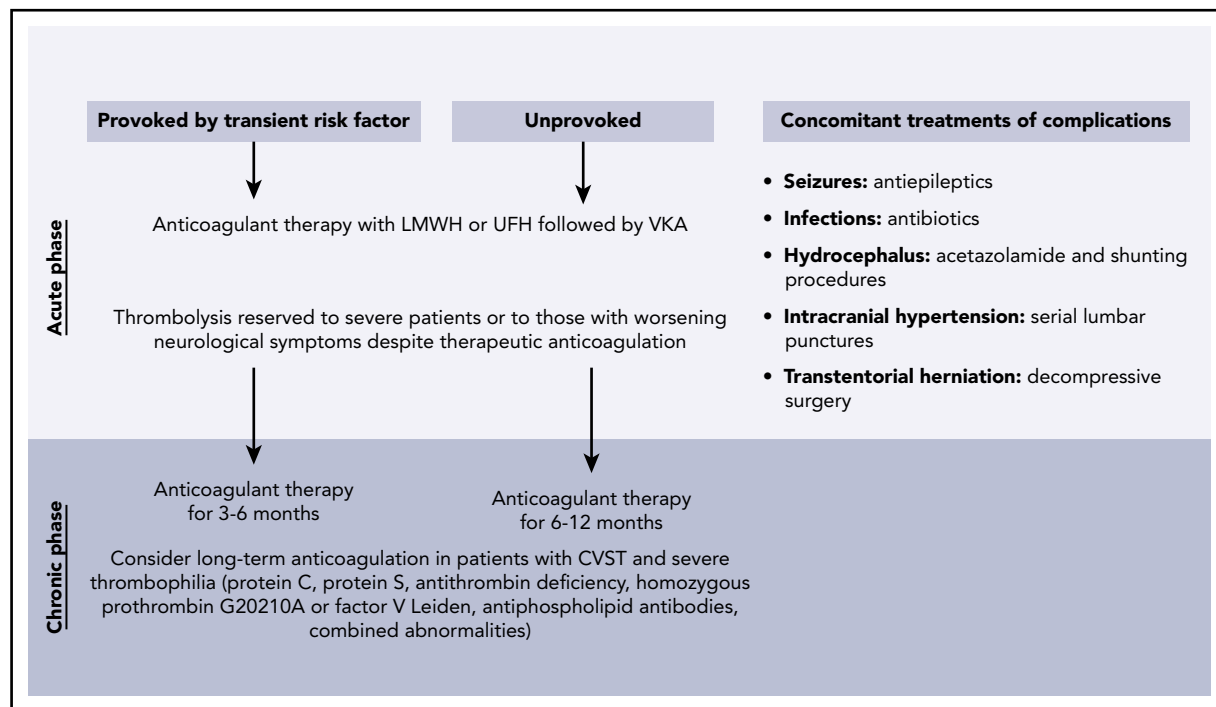 Provoked by transient risk factor
Unprovoked
Concomitant treatments of complications
Acute phase
Anticoagulant therapy with LMWH or UFH followed by VKA
Thrombolysis reserved to severe patients or to those with worsening
neurological symptoms despite therapeutic anticoagulation
• Seizures: antiepileptics
• Infections: antibiotics
• Hydrocephalus: acetazolamide and shunting
procedures
• Intracranial hypertension: serial lumbar
punctures
• Transtentorial herniation: decompressive
surgery
Chronic phase
Anticoagulant therapy
for 3-6 months
Anticoagulant therapy
for 6-12 months
Consider long-term anticoagulation in patients with CVST and severe
thrombophilia (protein C, protein S, antithrombin deficiency, homozygous
prothrombin G20210A or factor V Leiden, antiphospholipid antibodies,
combined abnormalities)